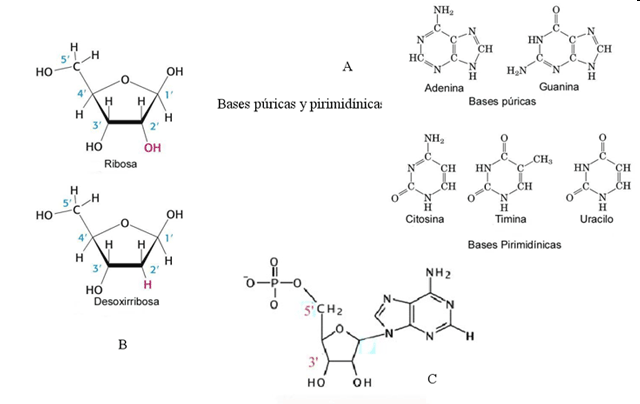 5'
H
H
C
HO
O
OH
4'
1'
H
H
H
H
3'
2'
HO
OH
Ribosa
A
Bases púricas y pirimidínicas
NH₂
C
N
C
N
CH
HC
C
N
N
H
Adenina
O
C
HN
C
N
CH
C
C
H₂N
N
N
H
Guanina
Bases púricas
NH₂
C
N
CH
C
CH
O
N
H
Citosina
O
C
HN
C
CH₃
C
CH
O
N
H
Timina
O
C
HN
CH
C
CH
O
N
H
Uracilo
Bases Pirimidínicas
5'
H
H
C
HO
O
OH
4'
1'
H
H
H
H
3'
2'
HO
H
Desoxirribosa
B
O
⁻O
P
O
O⁻
5'
CH₂
O
3'
HO
OH
NH₂
N
N
N
N
H
C